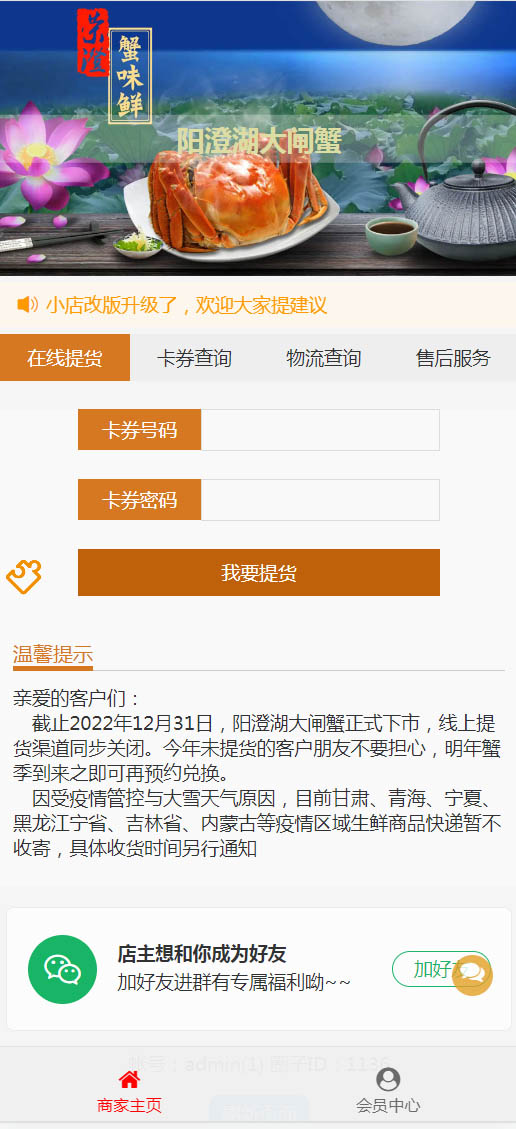 蟹
味
鲜
阳澄湖大闸蟹
小店改版升级了，欢迎大家提建议
在线提货 卡券查询 物流查询 售后服务
卡券号码
卡券密码
我要提货
温馨提示
亲爱的客户们：
截止2022年12月31日，阳澄湖大闸蟹正式下市，线上提
货渠道同步关闭。今年未提货的客户朋友不要担心，明年蟹
季到来之即可再预约兑换。
因受疫情管控与大雪天气原因，目前甘肃、青海、宁夏、
黑龙江宁省、吉林省、内蒙古等疫情区域生鲜商品快递暂不
收寄，具体收货时间另行通知
店主想和你成为好友
加好友进群有专属福利呦~~
加好友
账号：admin(1) 圈子ID：1136
商家主页 会员中心